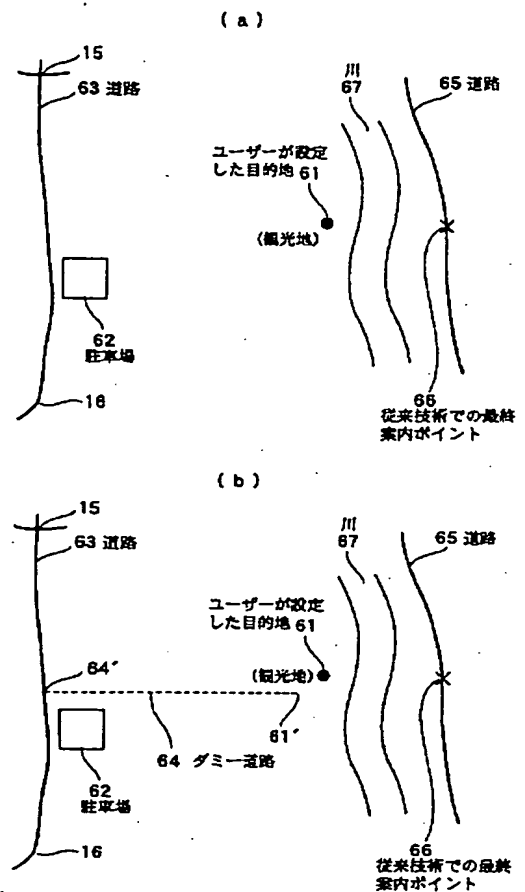 (a)
15
63 道路
川
67
65 道路
ユーザーが設定
した目的地 61
(観光地)
62
駐車場
16
66
従来技術での最終
案内ポイント
(b)
15
63 道路
川
67
65 道路
ユーザーが設定
した目的地 61
(観光地)
64′
61′
64 ダミー道路
62
駐車場
16
66
従来技術での最終
案内ポイント